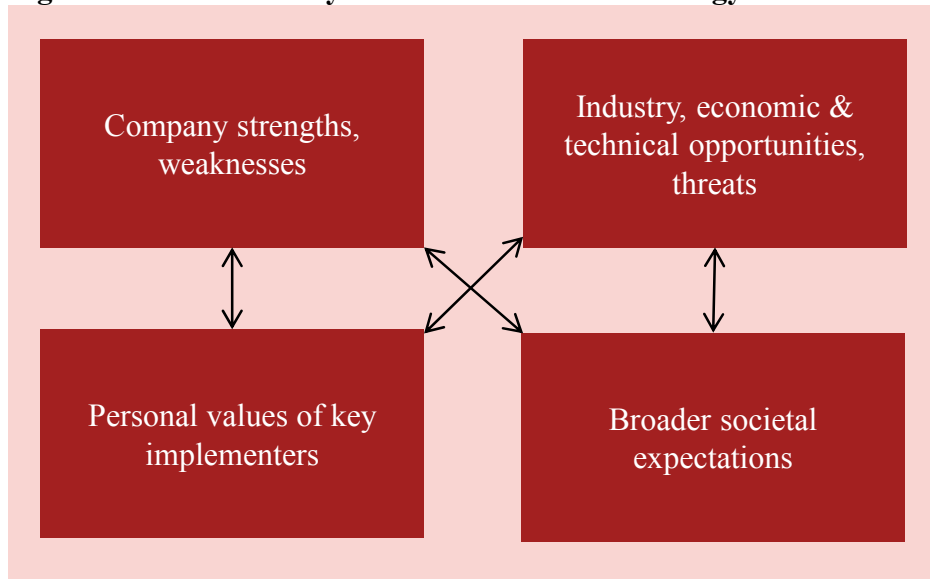 Company strengths,
weaknesses
Industry, economic &
technical opportunities,
threats
Personal values of key
implementers
Broader societal
expectations